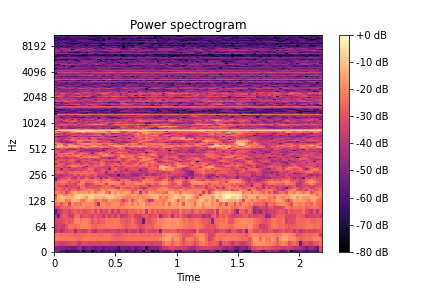 Power spectrogram
8192
4096
2048
1024
512
256
128
64
0
Hz
0
0.5
1
1.5
2
Time
+0 dB
-10 dB
-20 dB
-30 dB
-40 dB
-50 dB
-60 dB
-70 dB
-80 dB